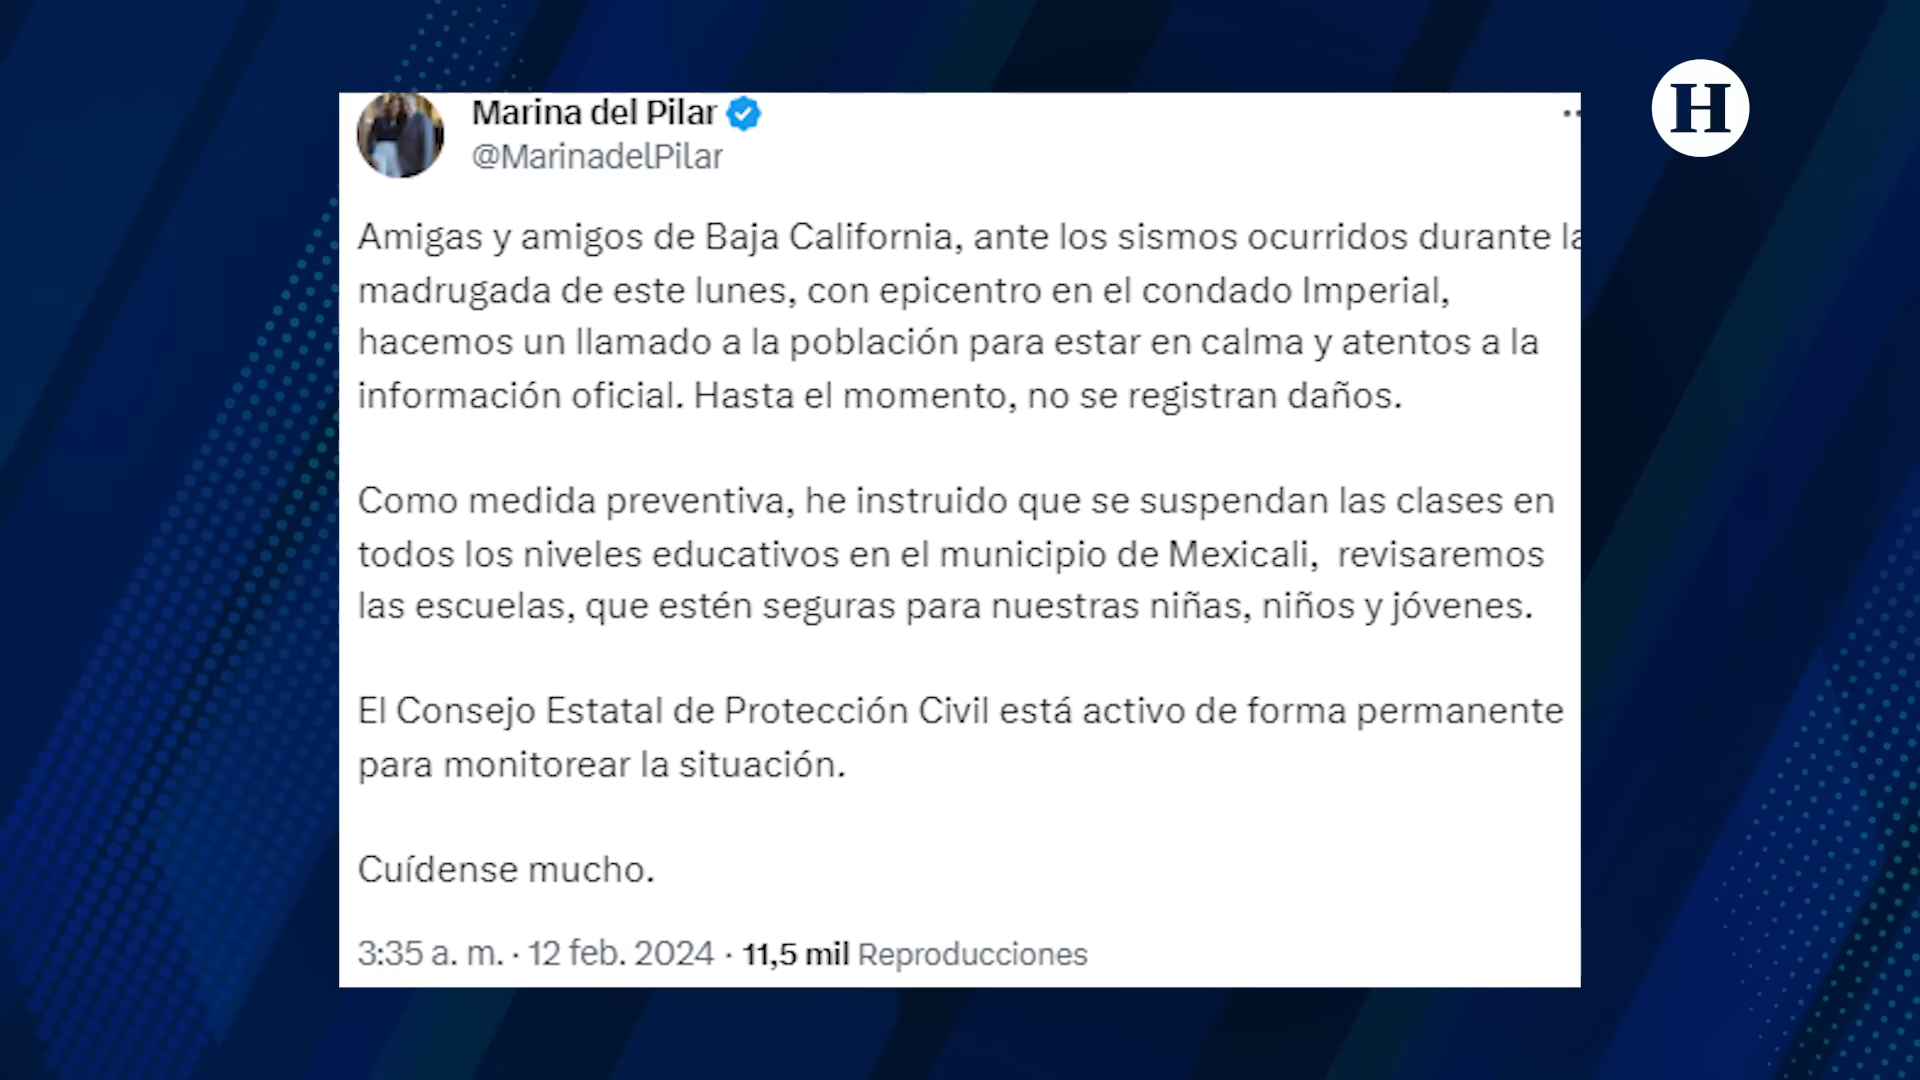 Marina del Pilar
@MarinadelPilar
H
Amigas y amigos de Baja California, ante los sismos ocurridos durante la
madrugada de este lunes, con epicentro en el condado Imperial,
hacemos un llamado a la población para estar en calma y atentos a la
información oficial. Hasta el momento, no se registran daños.
Como medida preventiva, he instruido que se suspendan las clases en
todos los niveles educativos en el municipio de Mexicali,  revisaremos
las escuelas, que estén seguras para nuestras niñas, niños y jóvenes.
El Consejo Estatal de Protección Civil está activo de forma permanente
para monitorear la situación.
Cuídense mucho.
3:35 a. m. · 12 feb. 2024 · 11,5 mil Reproducciones